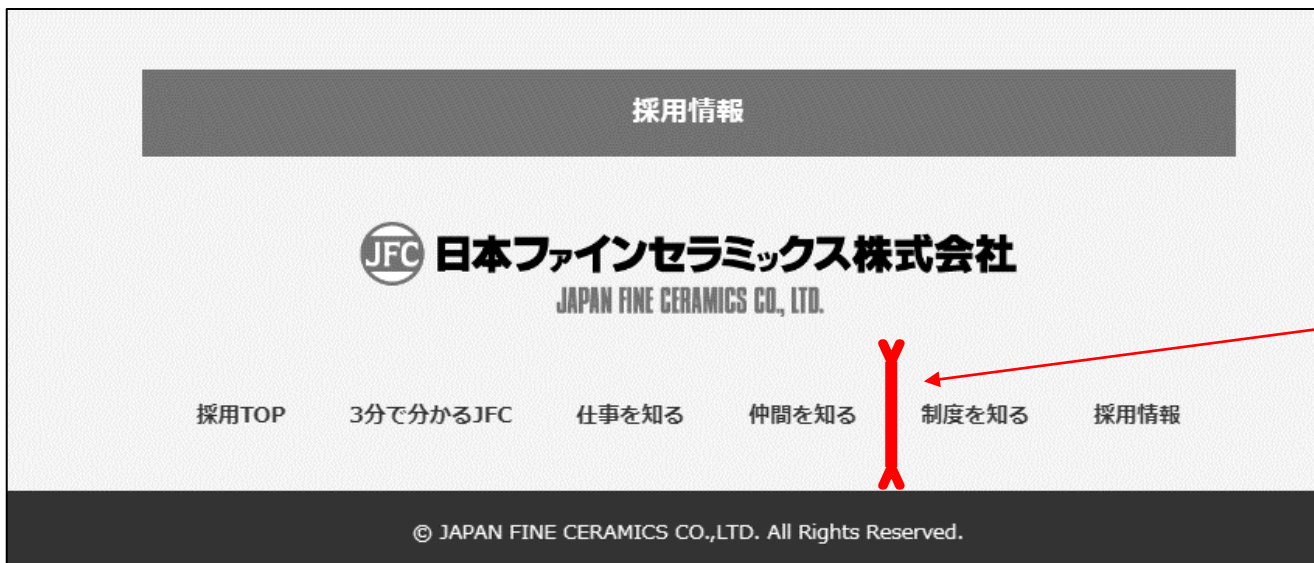 採用情報
JFC 日本ファインセラミックス株式会社
JAPAN FINE CERAMICS CO., LTD.
採用TOP 3分で分かるJFC 仕事を知る 仲間を知る 制度を知る 採用情報
© JAPAN FINE CERAMICS CO.,LTD. All Rights Reserved.